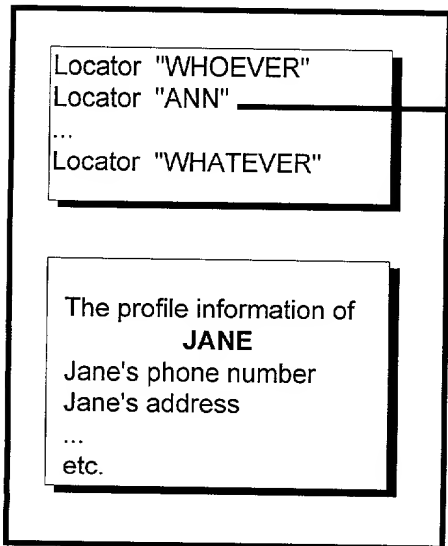 Locator "WHOEVER"
Locator "ANN"
...
Locator "WHATEVER"
The profile information of
JANE
Jane's phone number
Jane's address
...
etc.